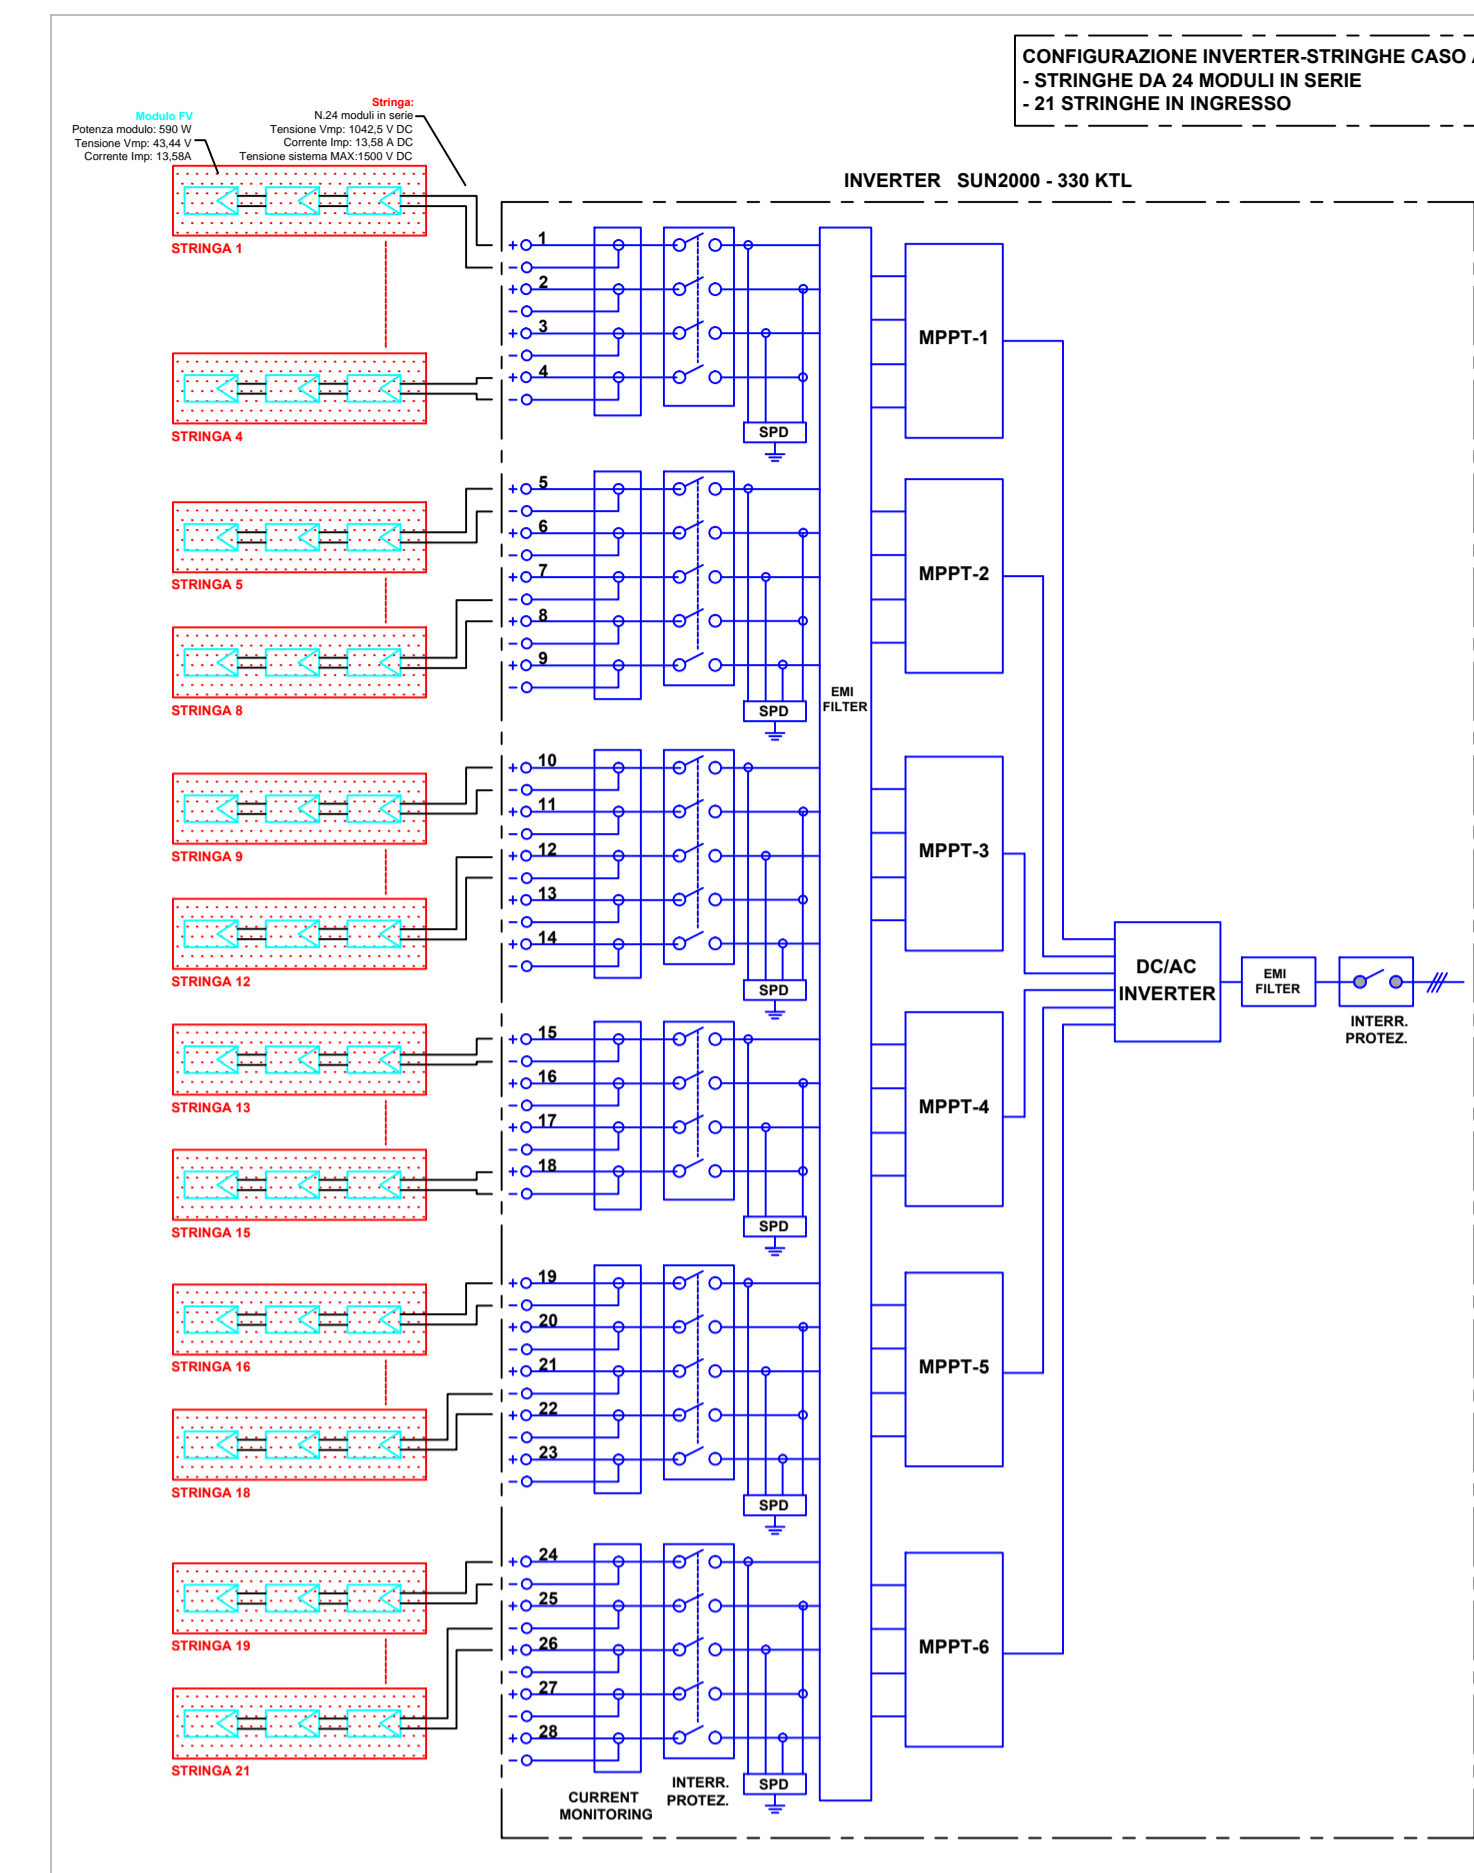 CONFIGURAZIONE INVERTER-STRINGHE CASO
- STRINGHE DA 24 MODULI IN SERIE
- 21 STRINGHE IN INGRESSO
Modulo FV
Potenza modulo: 590 W
Tensione Vmp: 43,44 V
Corrente Imp: 13,58A
Stringa:
N.24 moduli in serie
Tensione Vmp: 1042,5 V DC
Corrente Imp: 13,58 A DC
Tensione sistema MAX:1500 V DC
INVERTER SUN2000 - 330 KTL
STRINGA 1
STRINGA 4
STRINGA 5
STRINGA 8
STRINGA 9
STRINGA 12
STRINGA 13
STRINGA 15
STRINGA 16
STRINGA 18
STRINGA 19
STRINGA 21
+ 1
-
+ 2
-
+ 3
-
+ 4
-
SPD
+ 5
-
+ 6
-
+ 7
-
+ 8
-
+ 9
-
SPD
+ 10
-
+ 11
-
+ 12
-
+ 13
-
+ 14
-
SPD
+ 15
-
+ 16
-
+ 17
-
+ 18
-
SPD
+ 19
-
+ 20
-
+ 21
-
+ 22
-
+ 23
-
SPD
+ 24
-
+ 25
-
+ 26
-
+ 27
-
+ 28
-
SPD
CURRENT
MONITORING
INTERR.
PROTEZ.
EMI
FILTER
MPPT-1
MPPT-2
MPPT-3
MPPT-4
MPPT-5
MPPT-6
DC/AC
INVERTER
EMI
FILTER
INTERR.
PROTEZ.